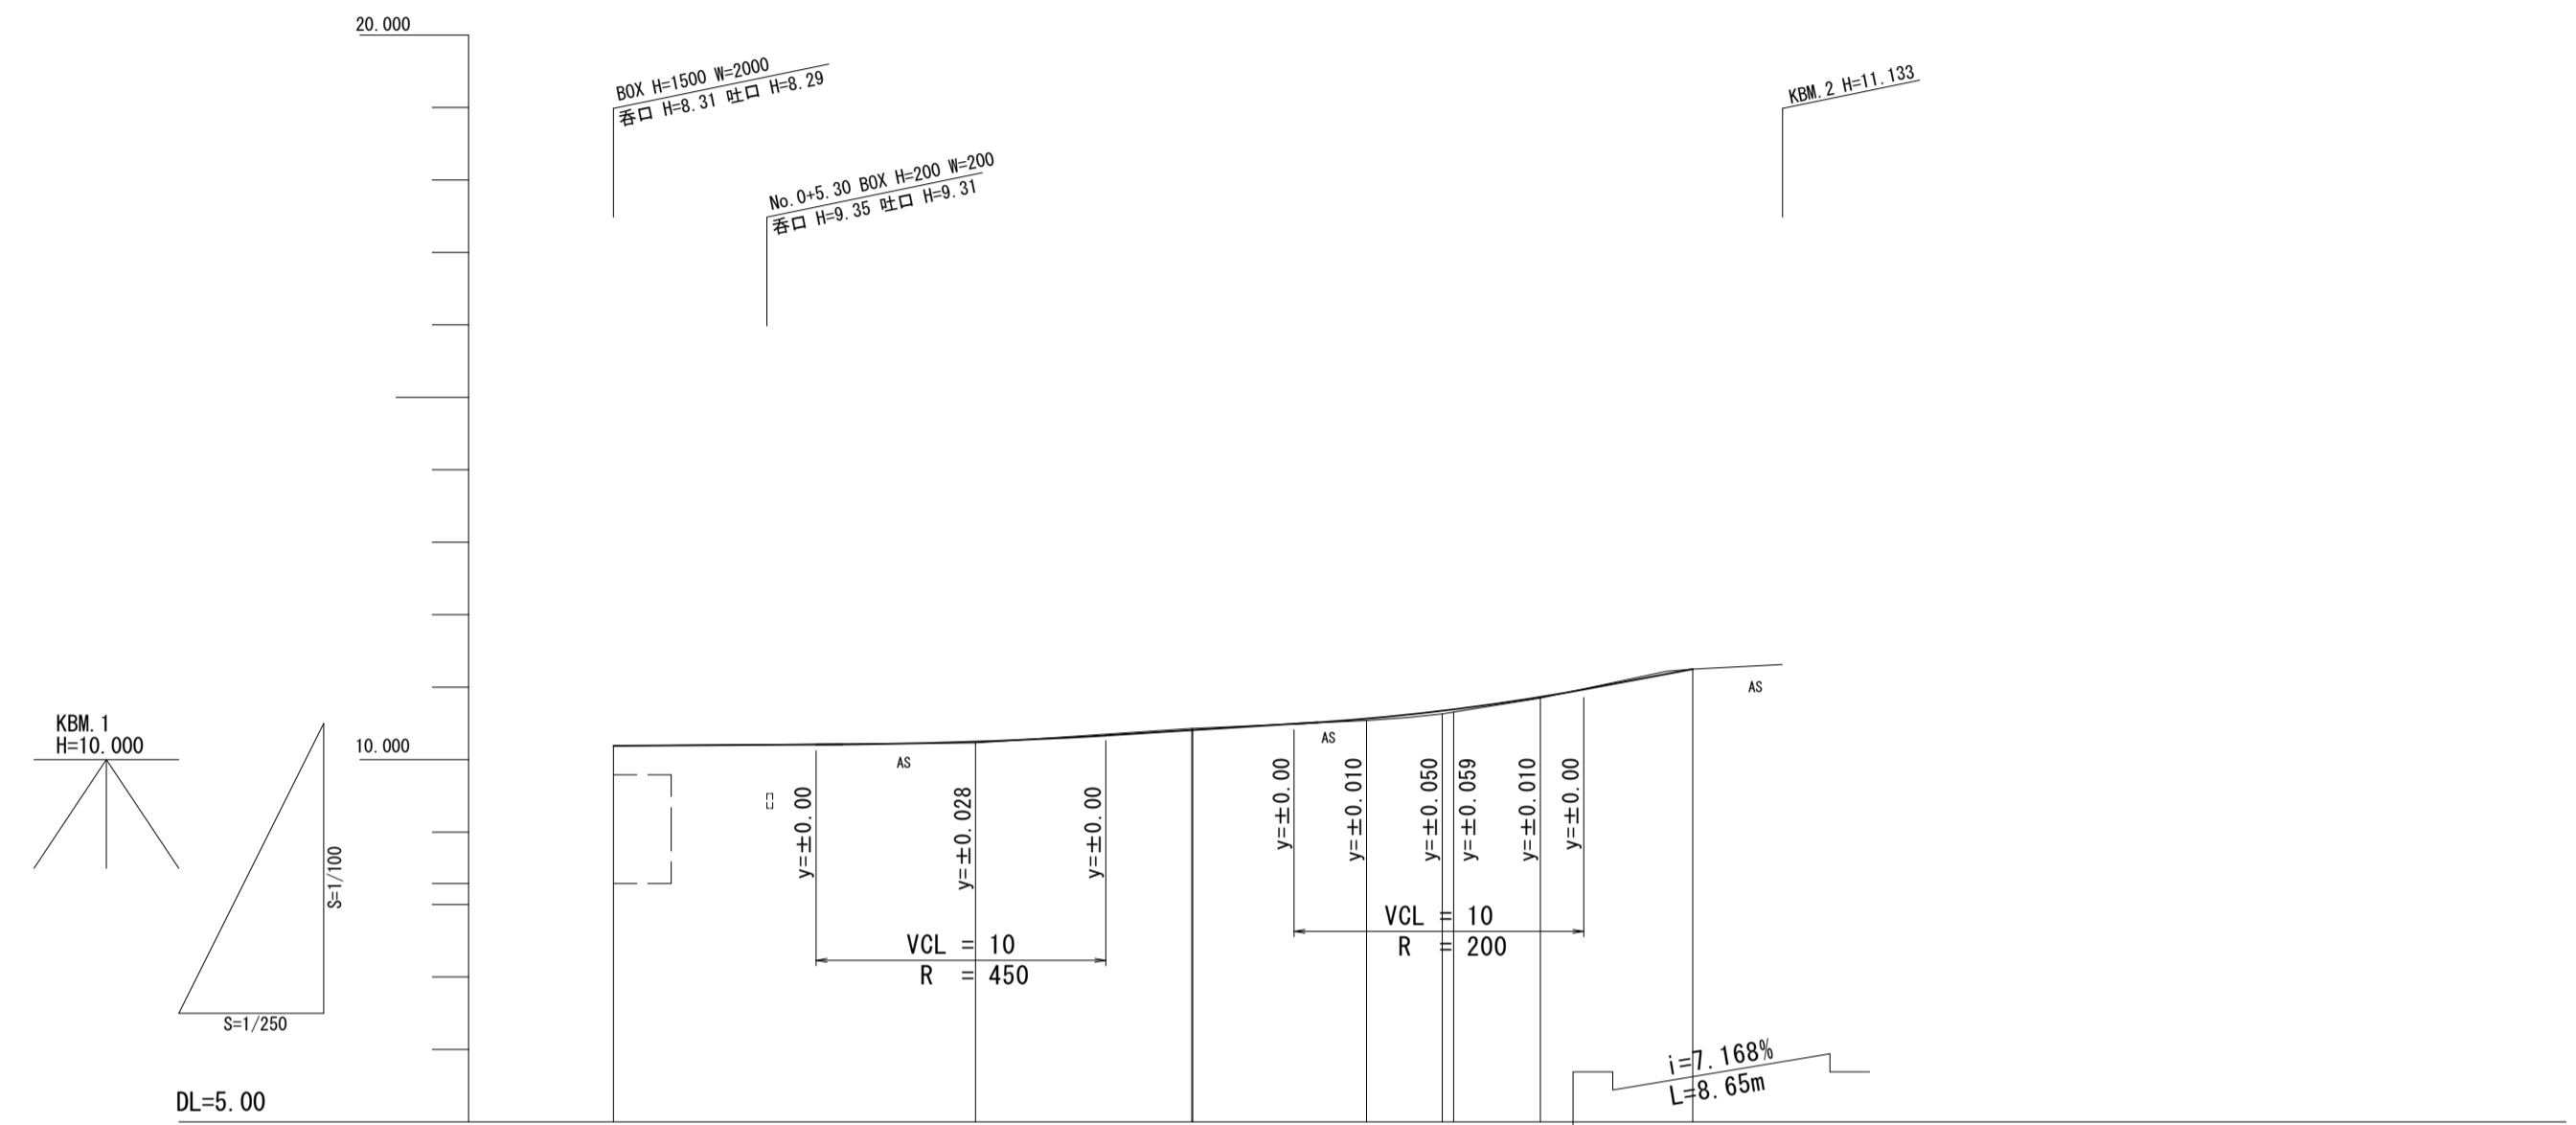 20.000
BOX H=1500 W=2000
呑口 H=8.31 吐口 H=8.29
KBM.2 H=11.133
No.0+5.30 BOX H=200 W=200
呑口 H=9.35 吐口 H=9.31
KBM.1
H=10.000
10.000
S=1/100
S=1/250
AS
AS
AS
y=±0.00
y=±0.028
y=±0.00
y=±0.00
y=±0.010
y=±0.050
y=±0.059
y=±0.010
y=±0.00
VCL = 10
R = 450
VCL = 10
R = 200
i=7.168%
L=8.65m
DL=5.00